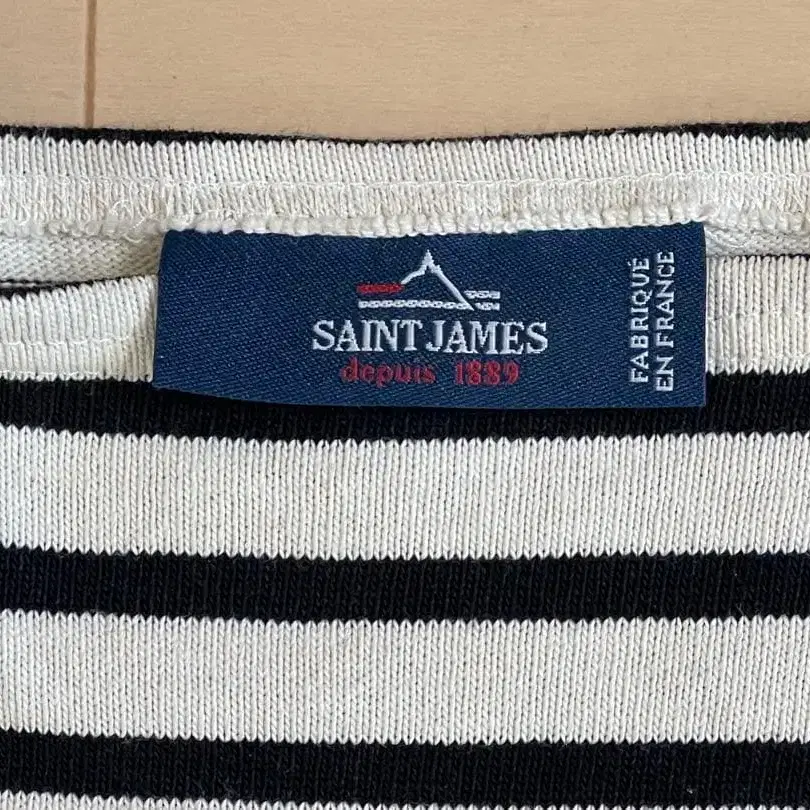 SAINT JAMES
depuis 1889
FABRIQUÉ
EN FRANCE